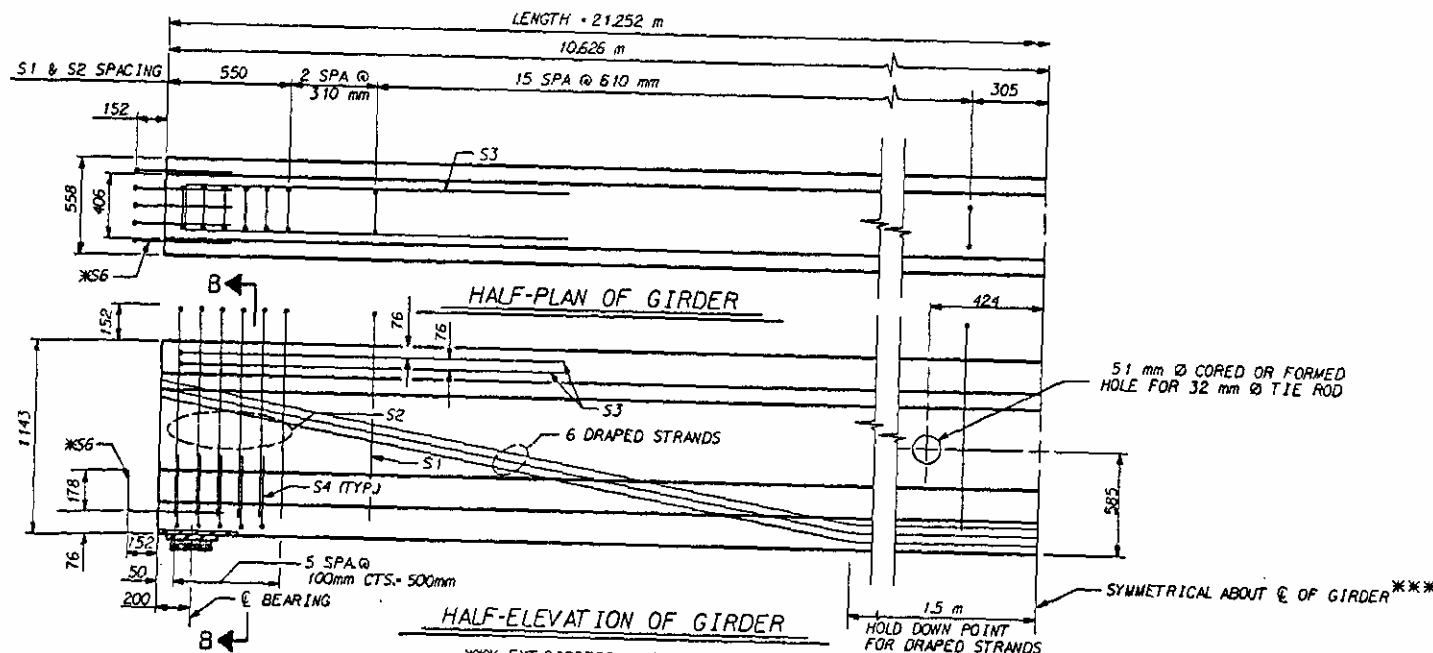 LENGTH = 21.252 m
10.626 m
S1 & S2 SPACING
550
2 SPA @
310 mm
15 SPA @ 610 mm
305
152
S3
558
406
*S6
B
HALF-PLAN OF GIRDER
424
152
76
76
51 mm Ø CORED OR FORMED
HOLE FOR 32 mm Ø TIE ROD
S3
S2
1143
*S6
6 DRAPED STRANDS
S1
178
S4 (TYP.)
585
76
152
50
5 SPA @
100mm CTS.= 500mm
200
℄ BEARING
SYMMETRICAL ABOUT ℄ OF GIRDER***
1.5 m
HALF-ELEVATION OF GIRDER
HOLD DOWN POINT
FOR DRAPED STRANDS
B